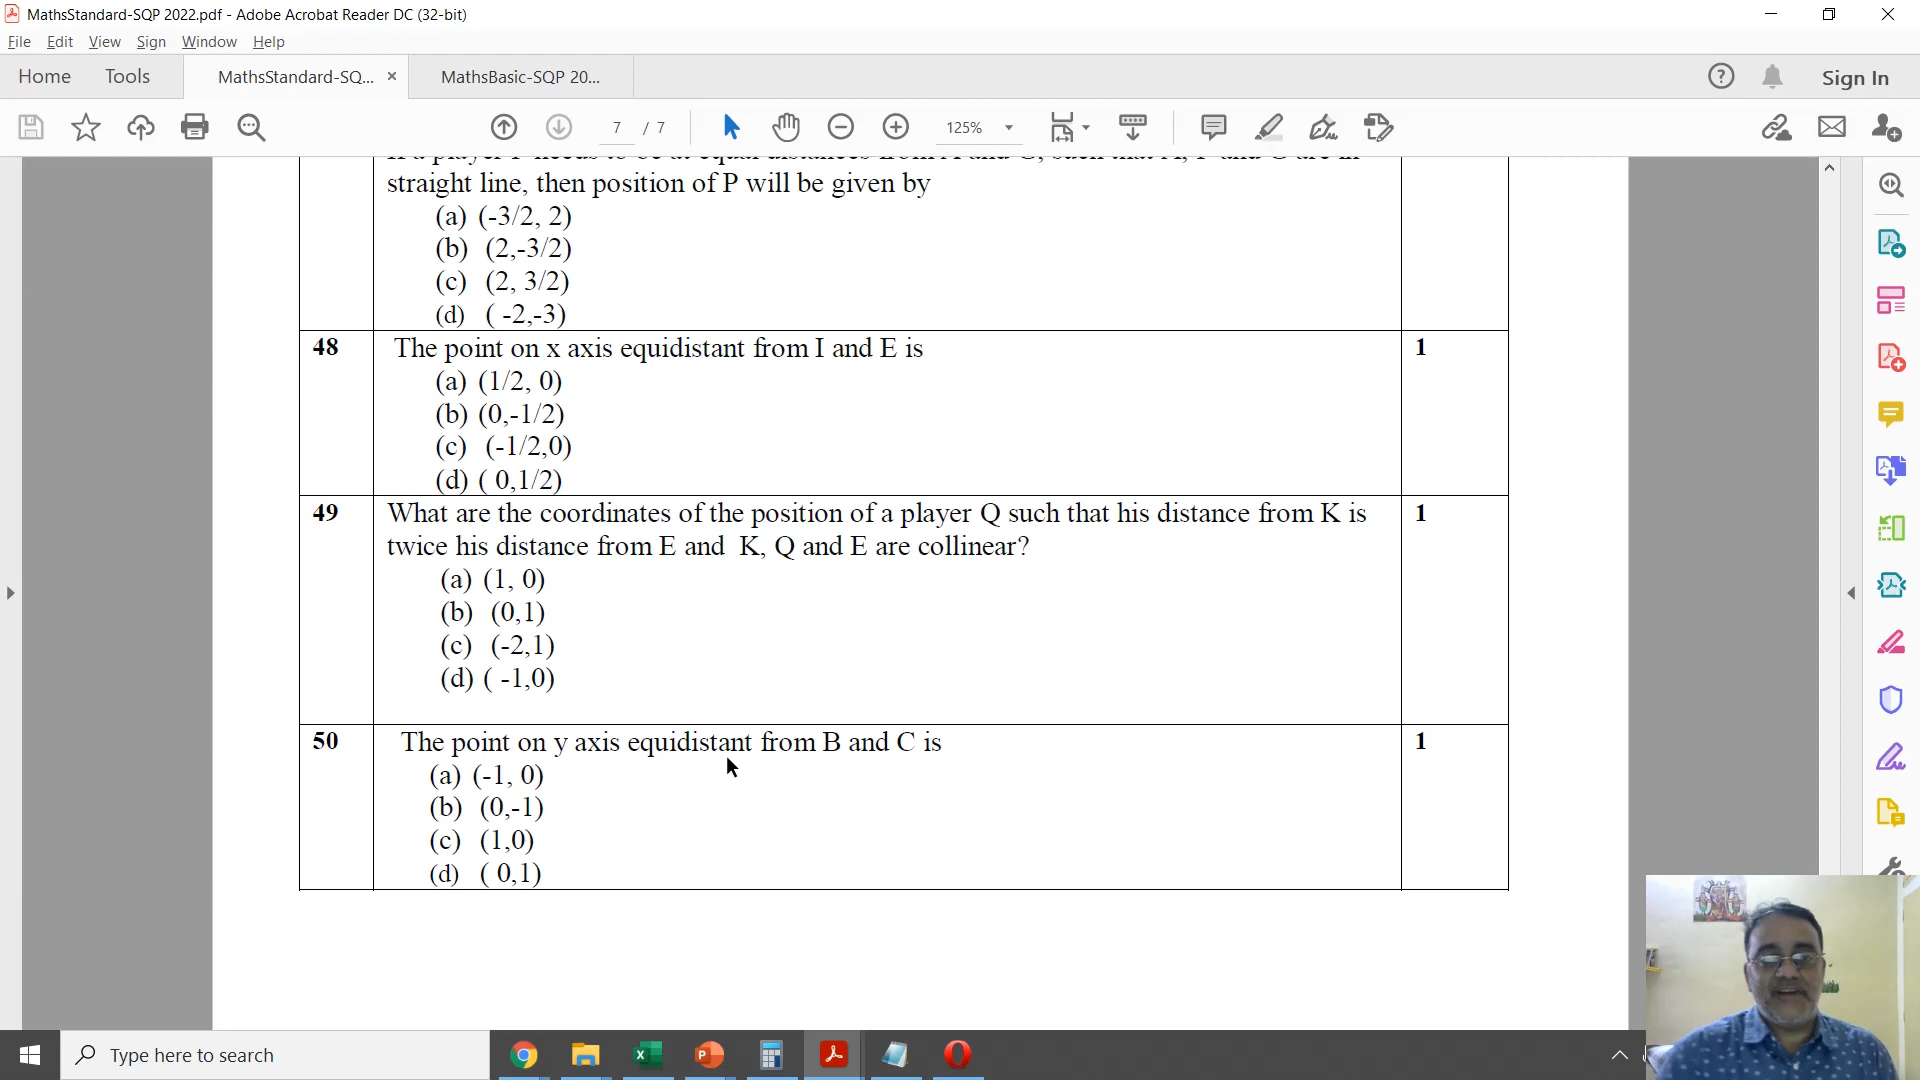 MathsStandard-SQP 2022.pdf - Adobe Acrobat Reader DC (32-bit)
File Edit View Sign Window Help
Home Tools MathsStandard-SQ... × MathsBasic-SQP 20... Sign In
7 / 7 125%
straight line, then position of P will be given by
(a) (-3/2, 2)
(b) (2,-3/2)
(c) (2, 3/2)
(d) ( -2,-3)
48 The point on x axis equidistant from I and E is 1
(a) (1/2, 0)
(b) (0,-1/2)
(c) (-1/2,0)
(d) ( 0,1/2)
49 What are the coordinates of the position of a player Q such that his distance from K is 1
twice his distance from E and K, Q and E are collinear?
(a) (1, 0)
(b) (0,1)
(c) (-2,1)
(d) ( -1,0)
50 The point on y axis equidistant from B and C is 1
(a) (-1, 0)
(b) (0,-1)
(c) (1,0)
(d) ( 0,1)
Type here to search